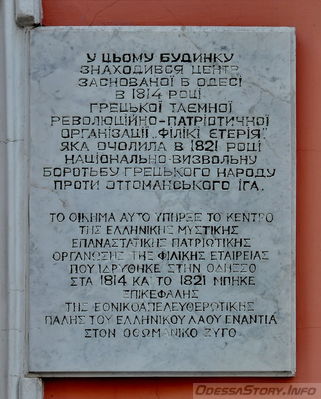 У ЦЬОМУ БУДИНКУ
ЗНАХОДИВСЯ ЦЕНТР
ЗАСНОВАНОЇ В ОДЕСІ
В 1814 РОЦІ
ГРЕЦЬКОЇ ТАЄМНОЇ
РЕВОЛЮЦІЙНО-ПАТРІОТИЧНОЇ
ОРГАНІЗАЦІЇ „ФІЛІКІ ЕТЕРІЯ",
ЯКА ОЧОЛИЛА В 1821 РОЦІ
НАЦІОНАЛЬНО-ВИЗВОЛЬНУ
БОРОТЬБУ ГРЕЦЬКОГО НАРОДУ
ПРОТИ ОТТОМАНСЬКОГО ІГА.
ΤΟ ΟΙΚΗΜΑ ΑΥΤΟ ΥΠΗΡΞΕ ΤΟ ΚΕΝΤΡΟ
ΤΗΣ ΕΛΛΗΝΙΚΗΣ ΜΥΣΤΙΚΗΣ
ΕΠΑΝΑΣΤΑΤΙΚΗΣ ΠΑΤΡΙΩΤΙΚΗΣ
ΟΡΓΑΝΩΣΗΣ ΤΗΣ ΦΙΛΙΚΗΣ ΕΤΑΙΡΕΙΑΣ
ΠΟΥ ΙΔΡΥΘΗΚΕ ΣΤΗΝ ΟΔΗΣΣΟ
ΣΤΑ 1814 ΚΑΙ ΤΟ 1821 ΜΠΗΚΕ
ΕΠΙΚΕΦΑΛΗΣ
ΤΗΣ ΕΘΝΙΚΟΑΠΕΛΕΥΘΕΡΩΤΙΚΗΣ
ΠΑΛΗΣ ΤΟΥ ΕΛΛΗΝΙΚΟΥ ΛΑΟΥ ΕΝΑΝΤΙΑ
ΣΤΟΝ ΟΘΩΜΑΝΙΚΟ ΖΥΓΟ.
OdessaStory.Info